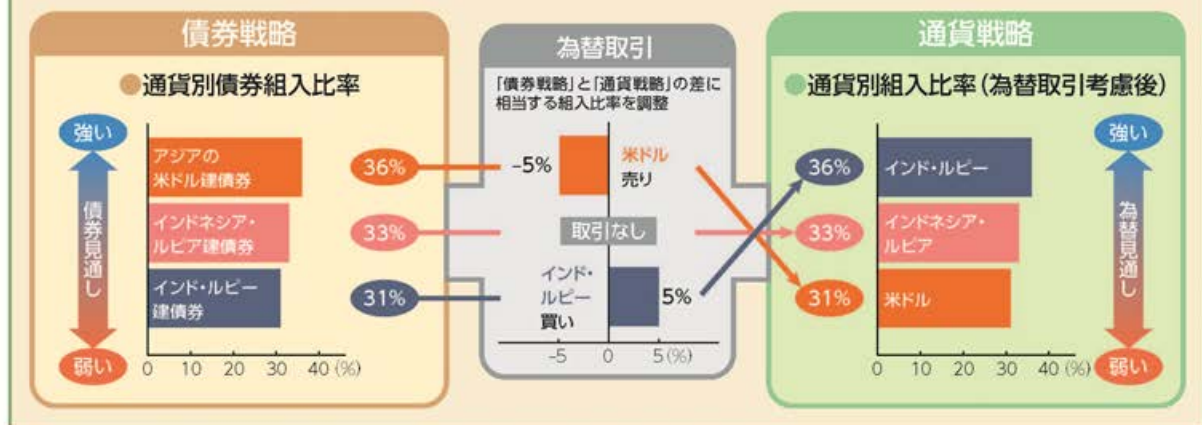 債券戦略
●通貨別債券組入比率
強い
債券見通し
弱い
アジアの
米ドル建債券
インドネシア・
ルピア建債券
インド・ルピー
建債券
36%
33%
31%
0 10 20 30 40 (%)
為替取引
「債券戦略」と「通貨戦略」の差に
相当する組入比率を調整
-5%
米ドル
売り
取引なし
インド・
ルピー
買い
5%
-5 0 5 (%)
通貨戦略
●通貨別組入比率(為替取引考慮後)
36%
33%
31%
インド・ルピー
インドネシア・
ルピア
米ドル
0 10 20 30 40 (%)
強い
為替見通し
弱い